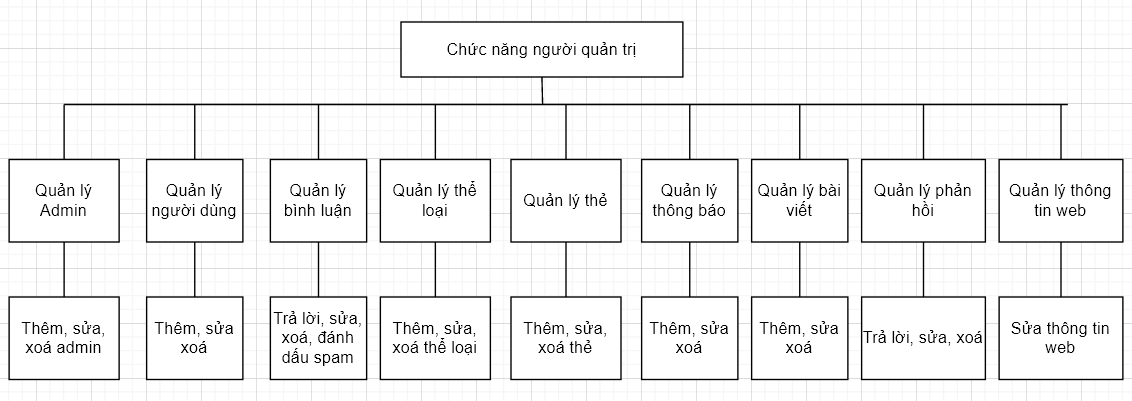 Chức năng người quản trị
Quản lý
Admin
Quản lý
người dùng
Quản lý
bình luận
Quản lý thể
loại
Quản lý thẻ
Quản lý
thông báo
Quản lý bài
viết
Quản lý phản
hồi
Quản lý thông
tin web
Thêm, sửa,
xoá admin
Thêm, sửa
xoá
Trả lời, sửa,
xoá, đánh
dấu spam
Thêm, sửa,
xoá thể loại
Thêm, sửa,
xoá thẻ
Thêm, sửa
xoá
Thêm, sửa
xoá
Trả lời, sửa, xoá
Sửa thông tin
web